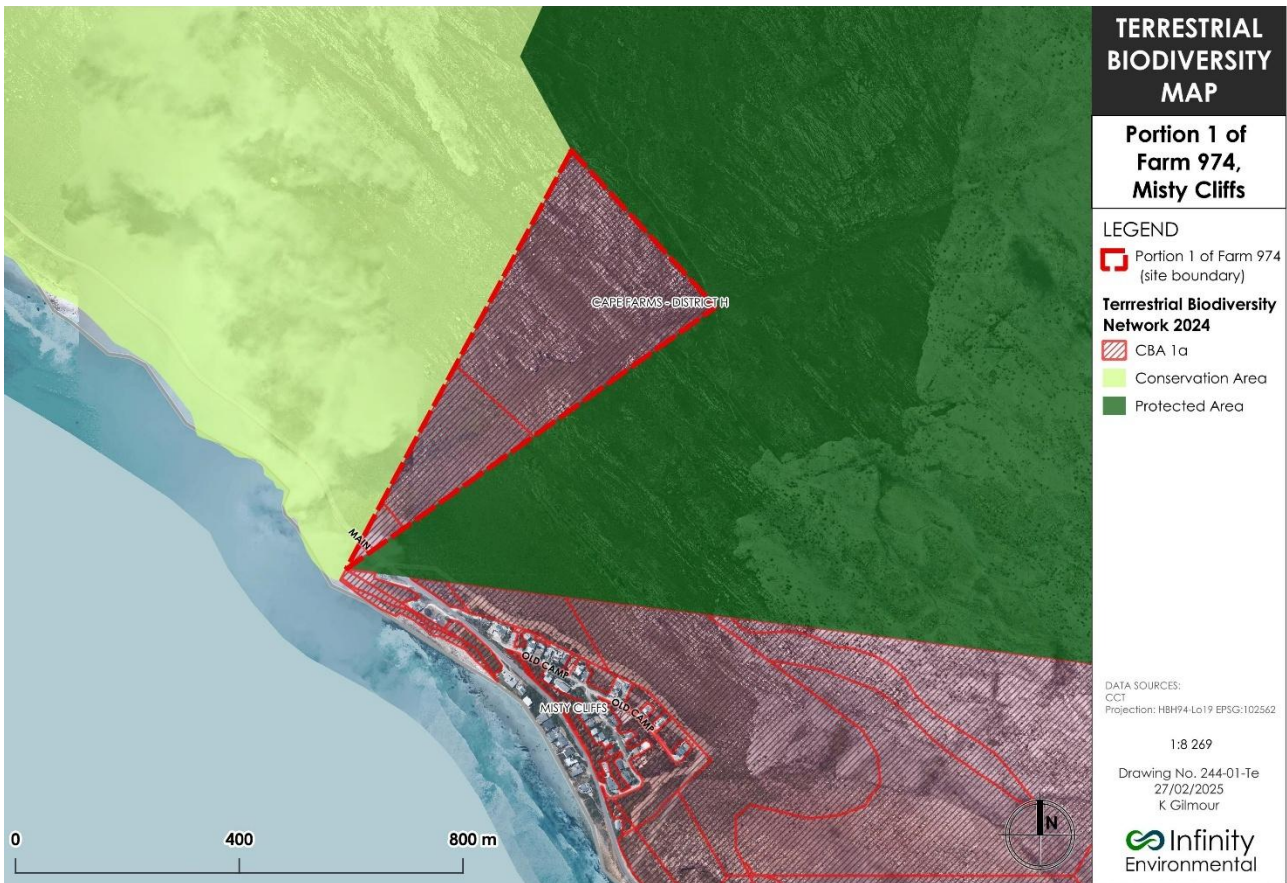 TERRESTRIAL
BIODIVERSITY
MAP
Portion 1 of
Farm 974,
Misty Cliffs
LEGEND
Portion 1 of Farm 974
(site boundary)
Terrrestrial Biodiversity
Network 2024
CBA 1a
Conservation Area
Protected Area
CAPE FARMS - DISTRICT H
MAIN
OLD CAMP
OLD CAMP
MISTY CLIFFS
0 400 800 m
DATA SOURCES:
CCT
Projection: HBH94-Lo19 EPSG:102562
1:8 269
Drawing No. 244-01-Te
27/02/2025
K Gilmour
N
Infinity
Environmental